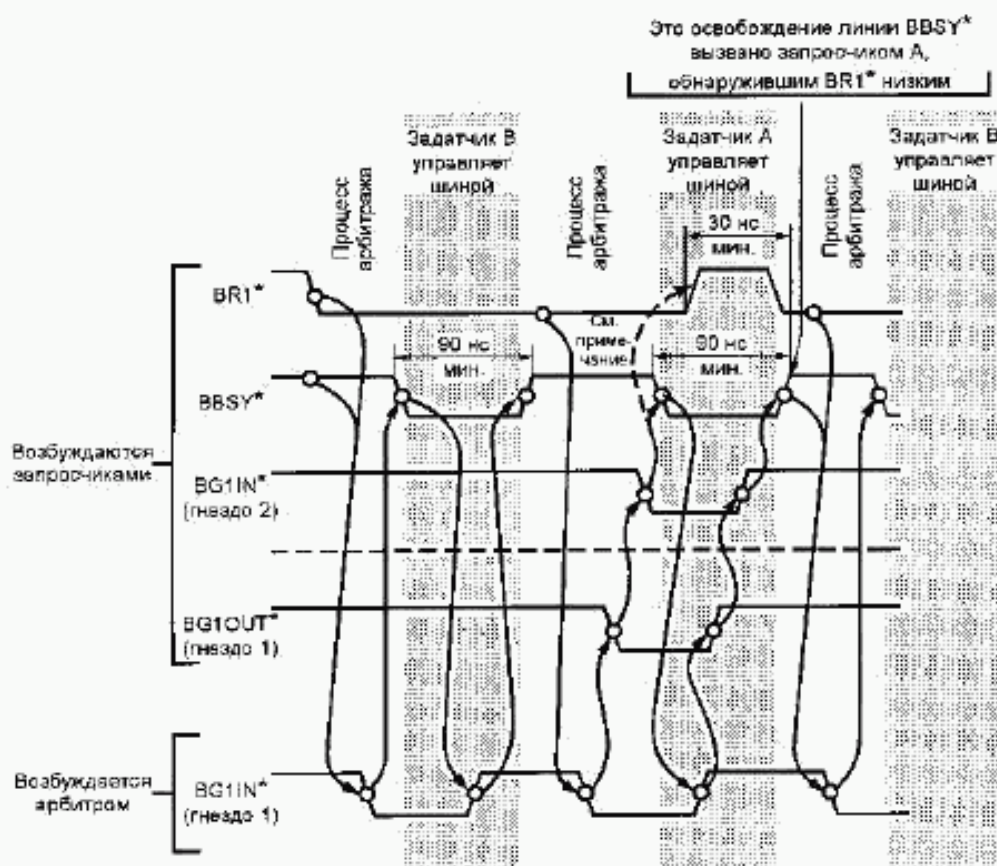 Это освобождение линии BBSY*
вызвано запросчиком А,
обнаружившим BR1* низким
Задатчик В
управляет
шиной
Задатчик А
управляет
шиной
Задатчик В
управляет
шиной
Процесс
арбитража
Процесс
арбитража
Процесс
арбитража
30 нс
мин.
BR1*
См.
приме-
чание
90 нс
мин.
90 нс
мин.
BBSY*
Возбуждаются
запросчиками
BG1IN*
(гнездо 2)
BG1OUT*
(гнездо 1)
Возбуждается
арбитром
BG1IN*
(гнездо 1)